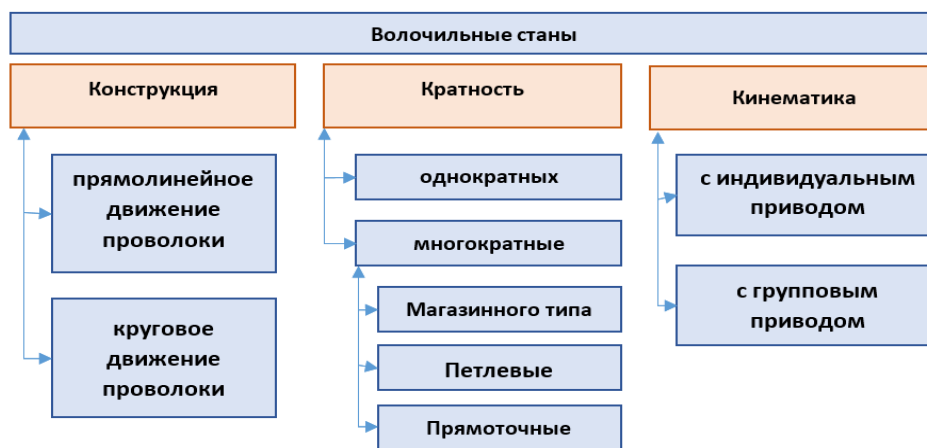 Волочильные станы
Конструкция
прямолинейное
движение
проволоки
круговое
движение
проволоки
Кратность
однократных
многократные
Магазинного типа
Петлевые
Прямоточные
Кинематика
с индивидуальным
приводом
с групповым
приводом